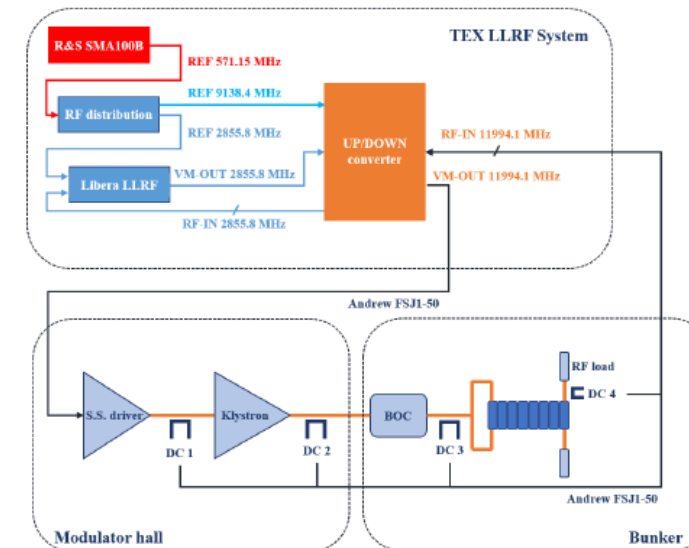 TEX LLRF System
R&S SMA100B
REF 571.15 MHz
REF 9138.4 MHz
RF distribution
REF 2855.8 MHz
UP/DOWN
converter
RF-IN 11994.1 MHz
Libera LLRF
VM-OUT 2855.8 MHz
VM-OUT 11994.1 MHz
RF-IN 2855.8 MHz
Andrew FSJ1-50
RF load
S.S. driver
Klystron
BOC
DC 4
DC 1
DC 2
DC 3
Andrew FSJ1-50
Modulator hall
Bunker